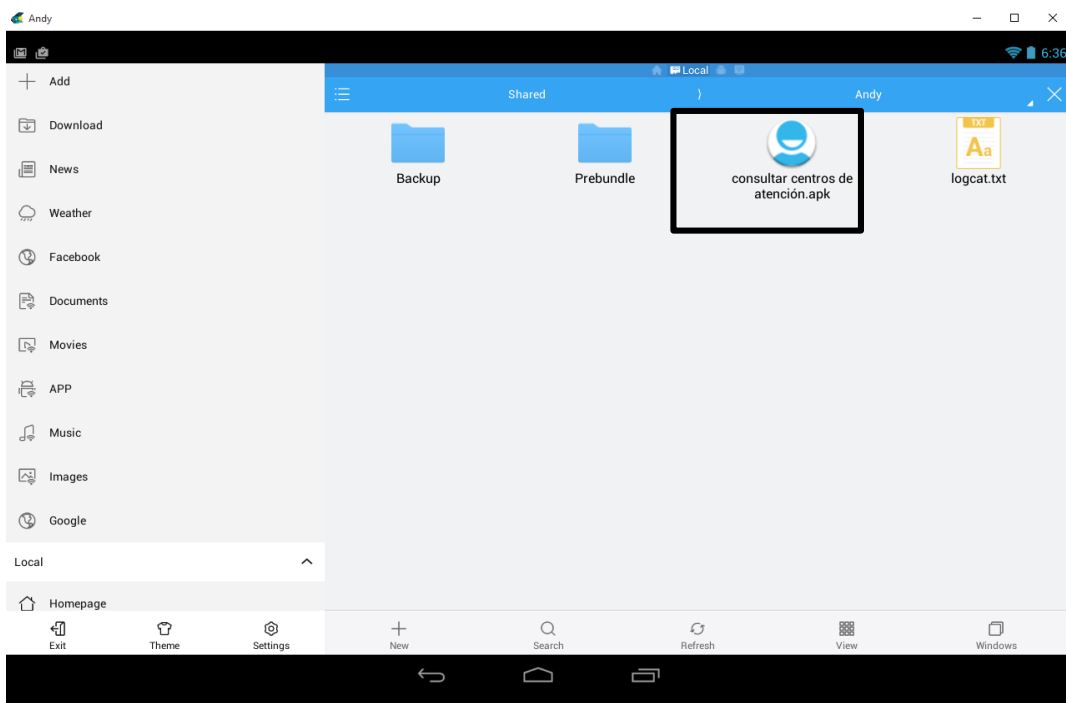 Andy
6:36
Add
Download
News
Weather
Facebook
Documents
Movies
APP
Music
Images
Google
Local
Homepage
Exit
Theme
Settings
Local
Shared
Andy
Backup
Prebundle
consultar centros de
atención.apk
TXT
Aa
logcat.txt
New
Search
Refresh
View
Windows